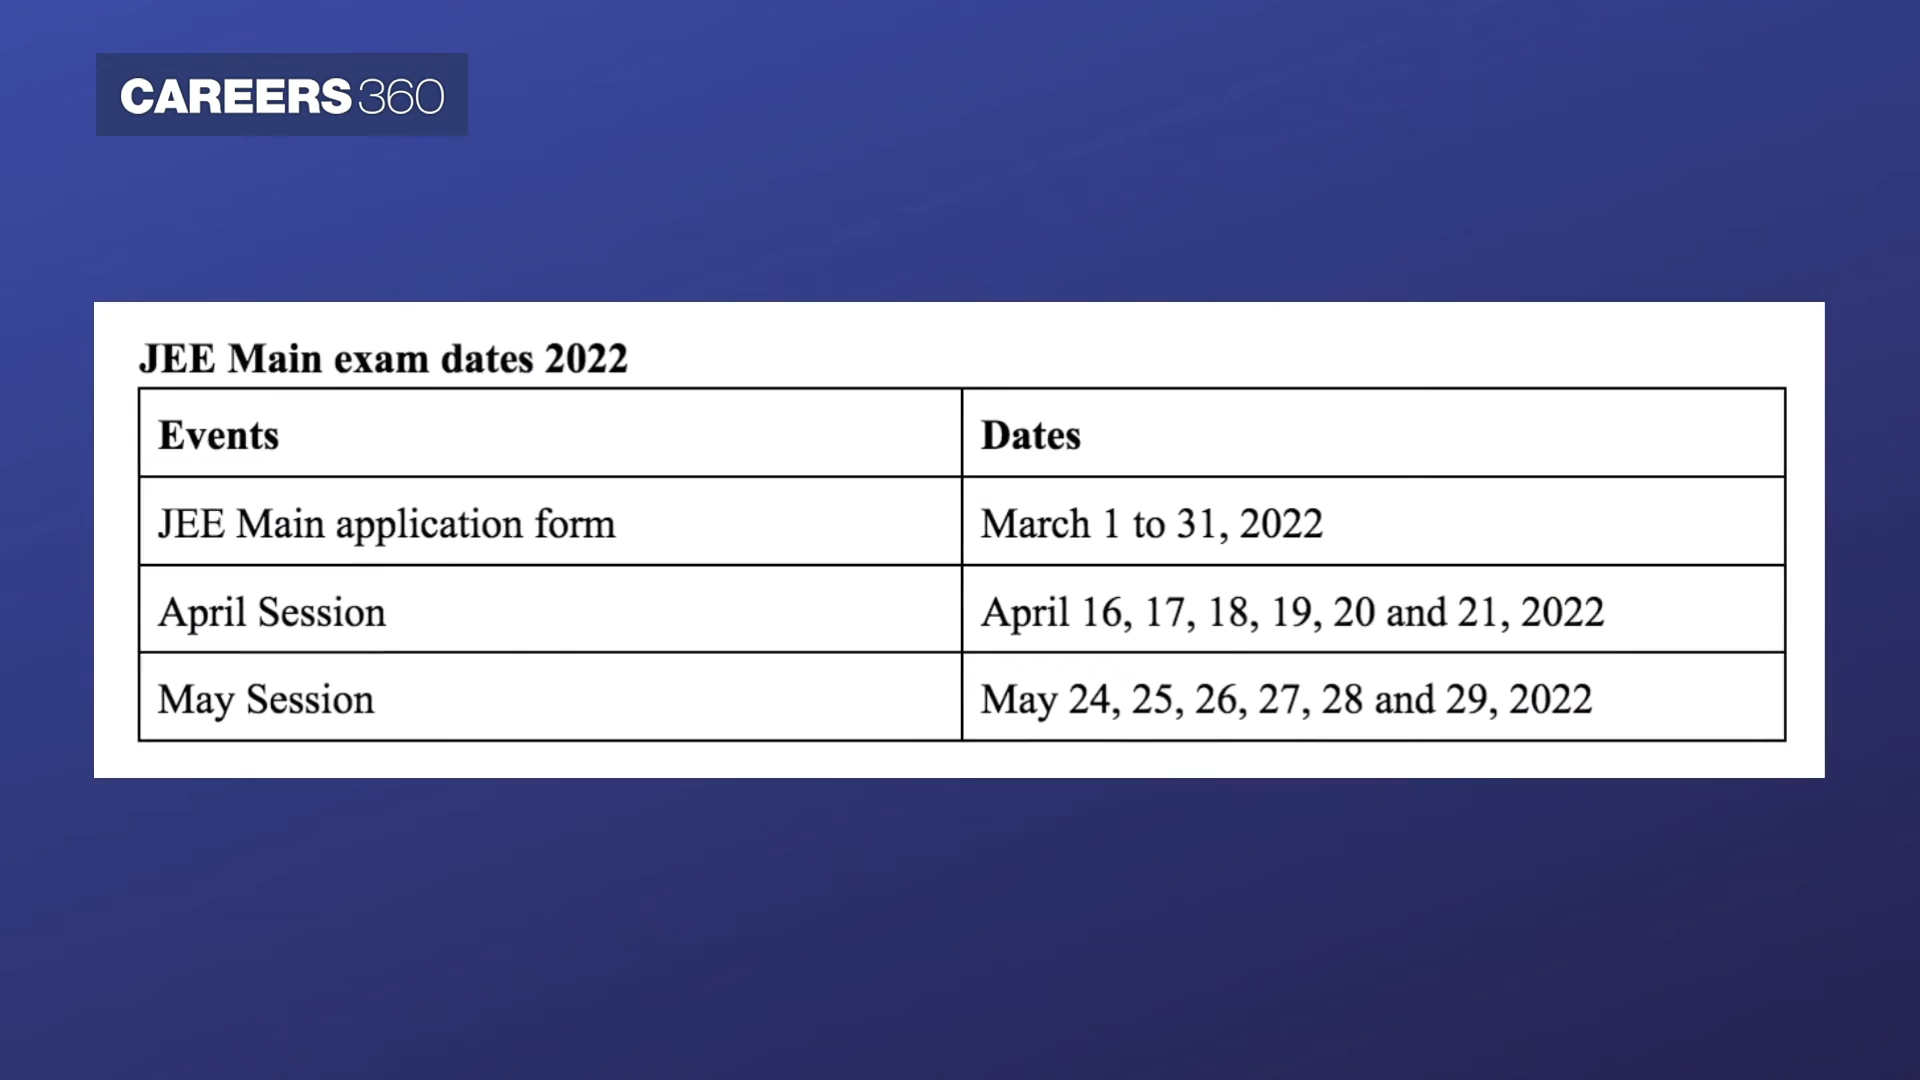 CAREERS360
JEE Main exam dates 2022
Events Dates
JEE Main application form March 1 to 31, 2022
April Session April 16, 17, 18, 19, 20 and 21, 2022
May Session May 24, 25, 26, 27, 28 and 29, 2022